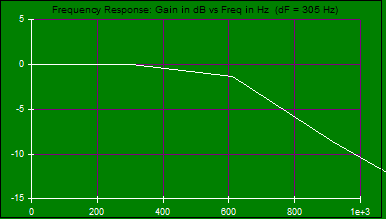 Frequency Response: Gain in dB vs Freq in Hz (dF = 305 Hz)
5
0
-5
-10
-15
0 200 400 600 800 1e+3